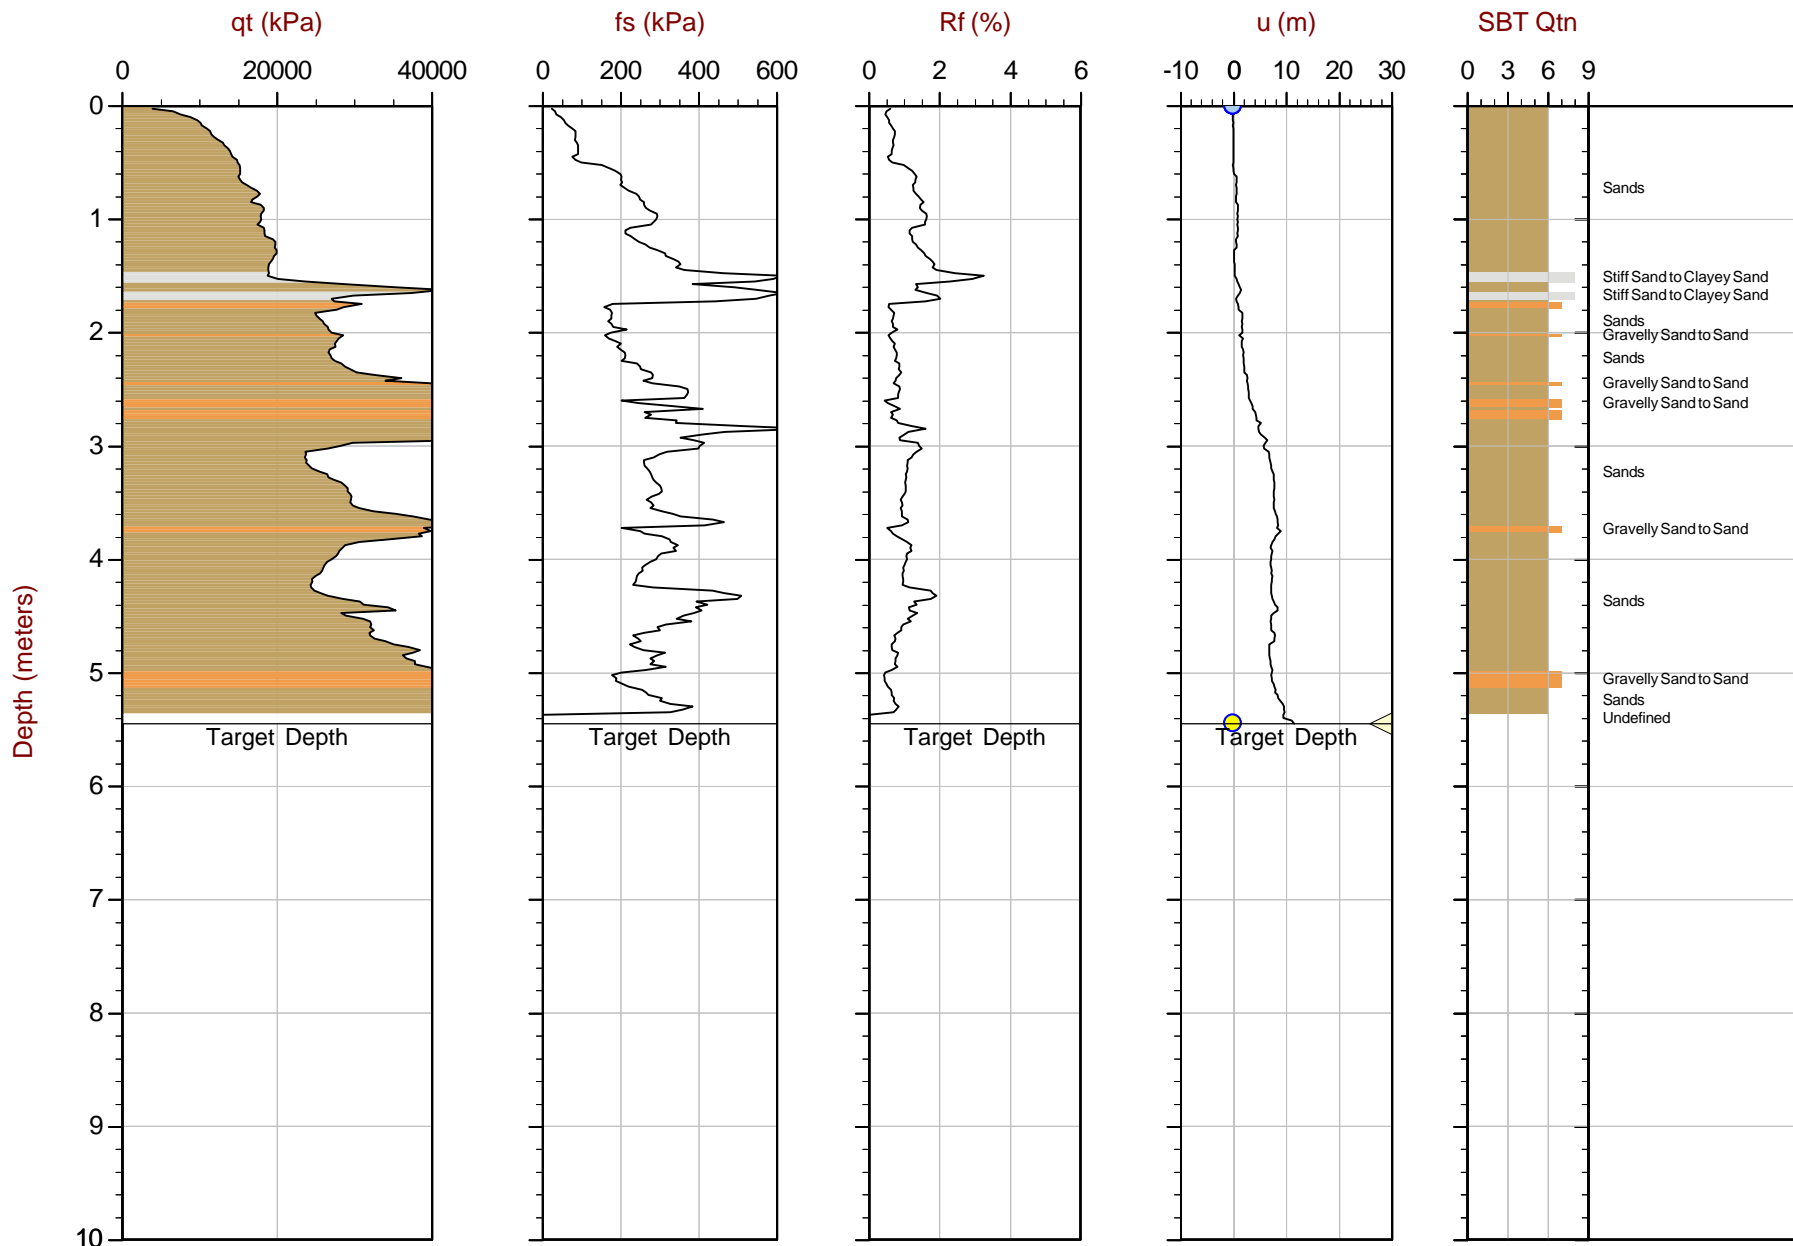 qt (kPa) fs (kPa) Rf (%) u (m) SBT Qtn
0 20000 40000 0 200 400 600 0 2 4 6 -10 0 10 20 30 0 3 6 9
0
Sands
1
Stiff Sand to Clayey Sand
Stiff Sand to Clayey Sand
Sands
2
Gravelly Sand to Sand
Sands
Gravelly Sand to Sand
Gravelly Sand to Sand
3
Sands
Gravelly Sand to Sand
4
Sands
5
Gravelly Sand to Sand
Sands
Undefined
Target Depth Target Depth Target Depth Target Depth
Depth (meters)
6
7
8
9
10